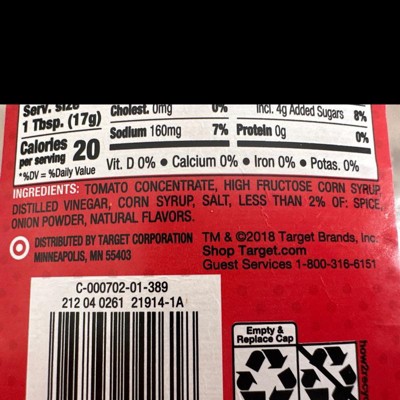 Serv. size Cholest. 0mg 0% Incl. 4g Added Sugars 8%
1 Tbsp. (17g)
Sodium 160mg 7% Protein 0g 0%
Calories
per serving 20
*%DV = %Daily Value
Vit. D 0% • Calcium 0% • Iron 0% • Potas. 0%
INGREDIENTS: TOMATO CONCENTRATE, HIGH FRUCTOSE CORN SYRUP,
DISTILLED VINEGAR, CORN SYRUP, SALT, LESS THAN 2% OF: SPICE,
ONION POWDER, NATURAL FLAVORS.
DISTRIBUTED BY TARGET CORPORATION
MINNEAPOLIS, MN 55403
TM & ©2018 Target Brands, Inc.
Shop Target.com
Guest Services 1-800-316-6151
C-000702-01-389
212 04 0261 21914-1A
Empty &
Replace Cap
how2recyc